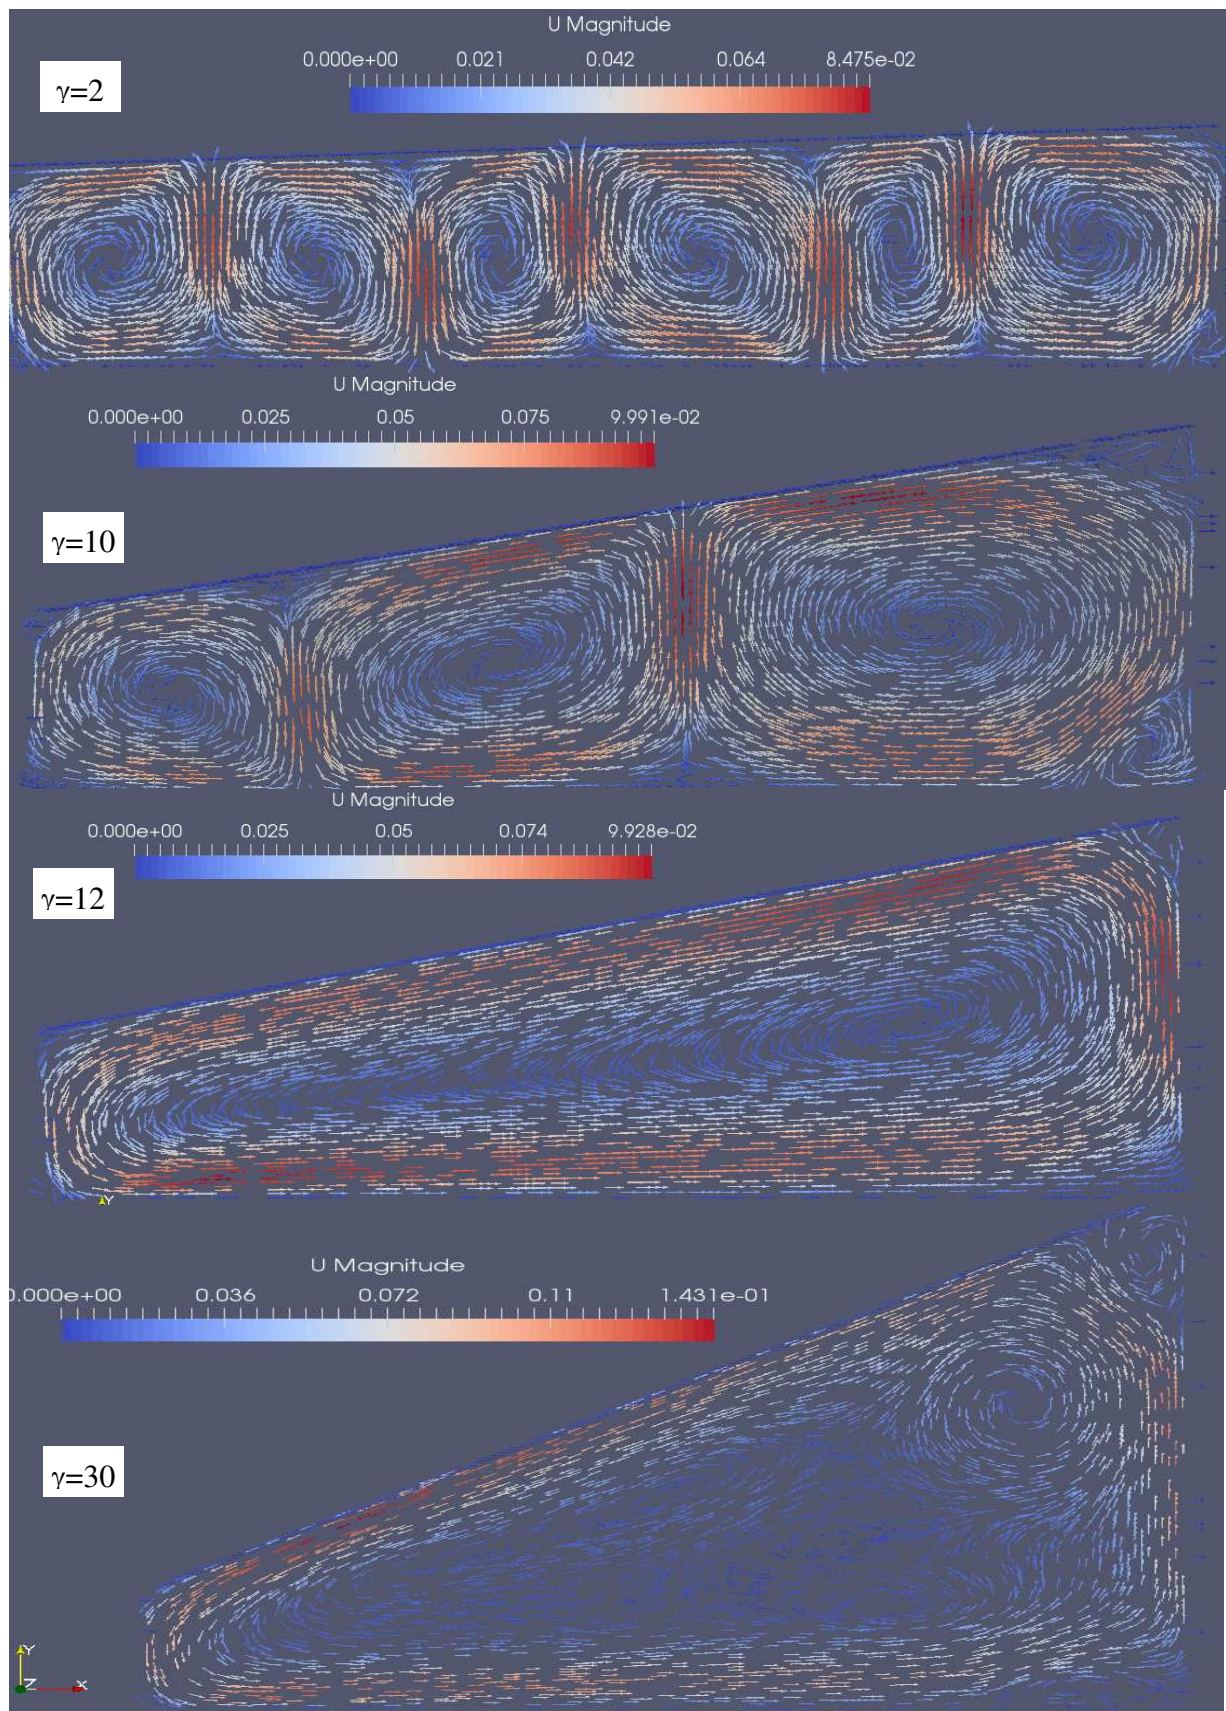 U Magnitude
0.000e+00 0.021 0.042 0.064 8.475e-02
γ=2
U Magnitude
0.000e+00 0.025 0.05 0.075 9.991e-02
γ=10
U Magnitude
0.000e+00 0.025 0.05 0.074 9.928e-02
γ=12
Y
U Magnitude
0.000e+00 0.036 0.072 0.11 1.431e-01
γ=30
Y
Z X